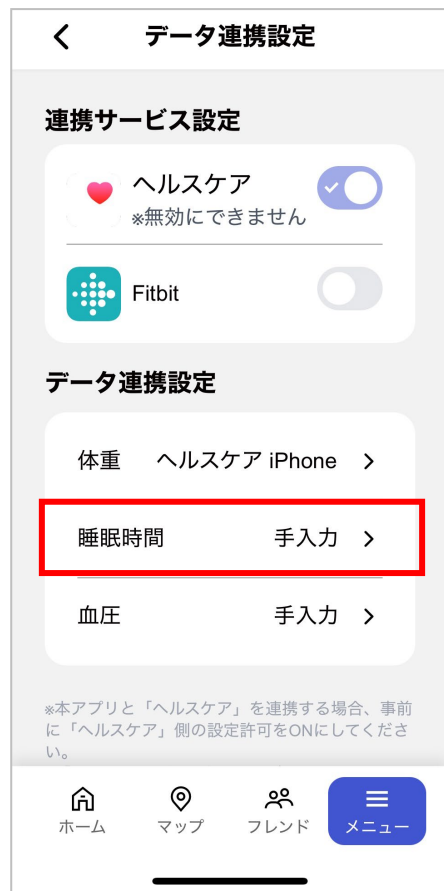 データ連携設定
連携サービス設定
ヘルスケア
※無効にできません
Fitbit
データ連携設定
体重 ヘルスケア iPhone
睡眠時間 手入力
血圧 手入力
※本アプリと「ヘルスケア」を連携する場合、事前
に「ヘルスケア」側の設定許可をONにしてくださ
い。
ホーム マップ フレンド メニュー